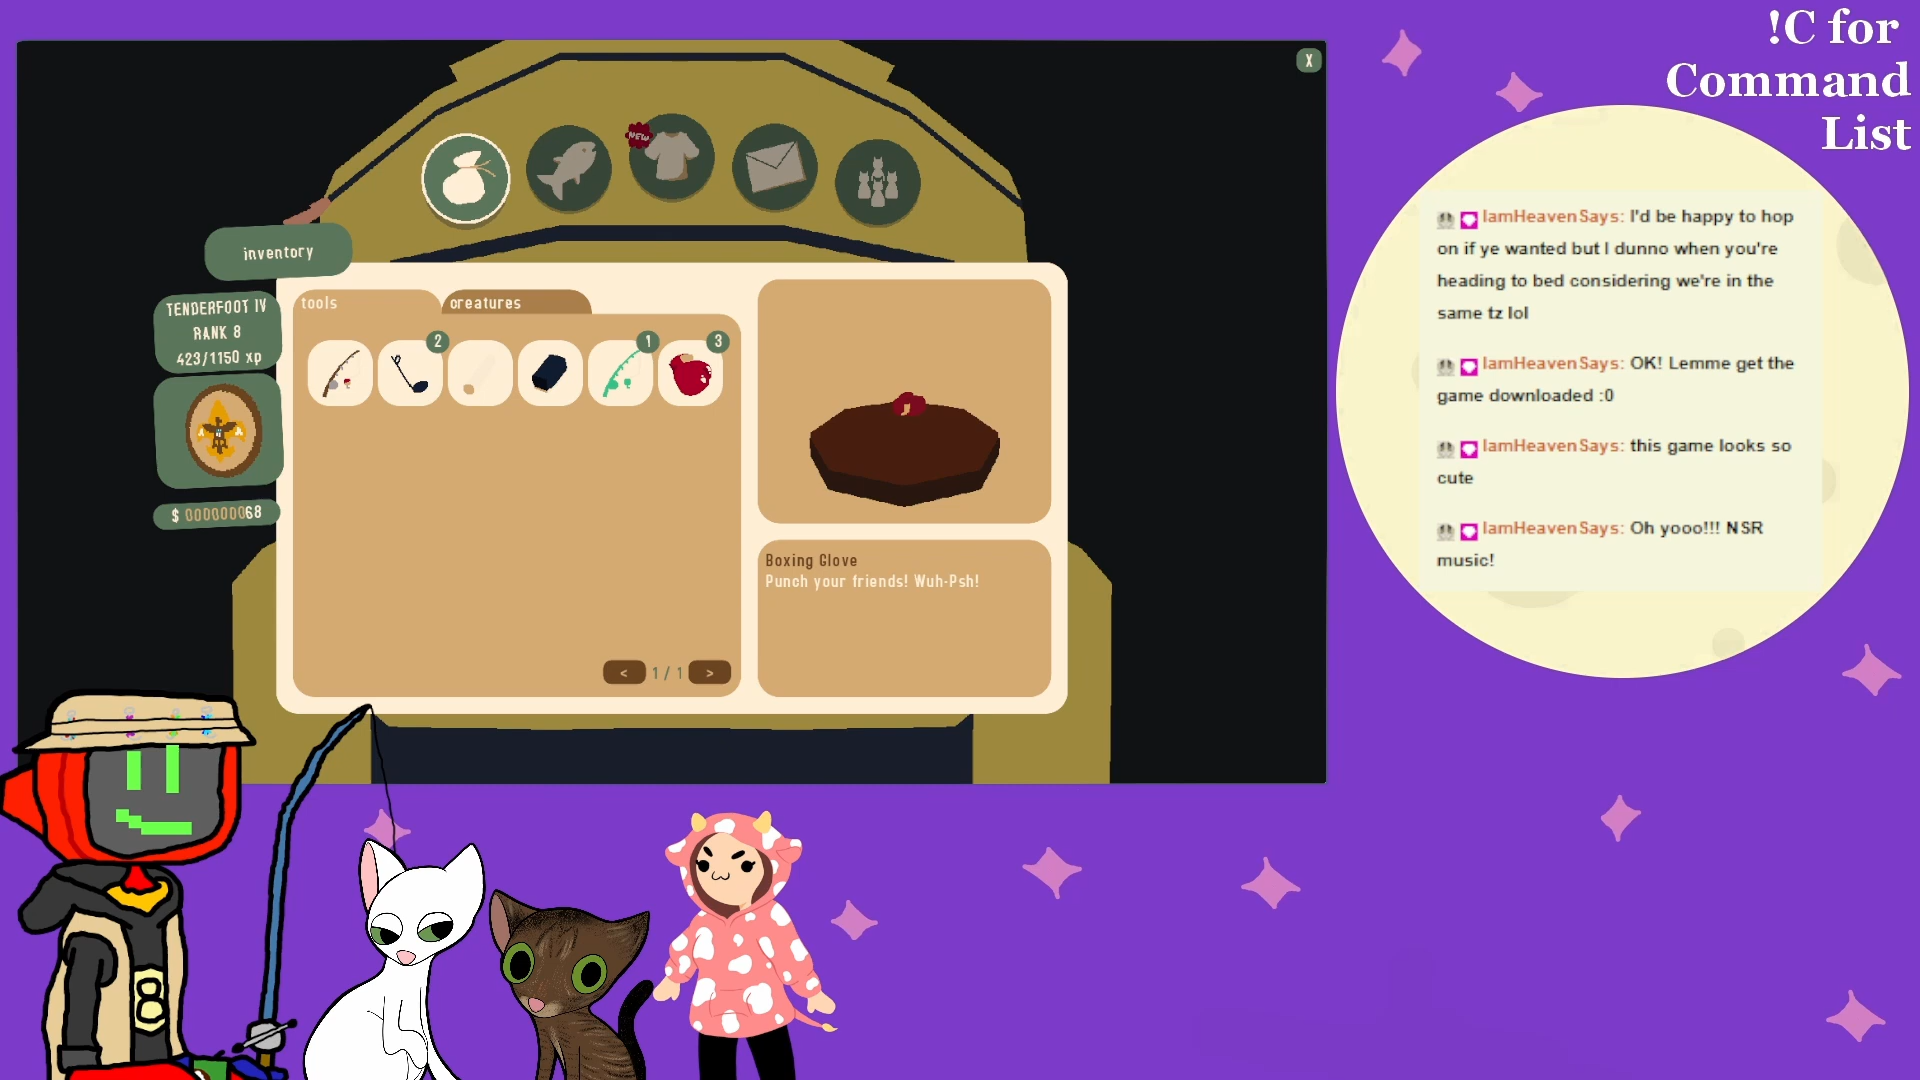 !C for
Command
List
X
NEW
inventory
TENDERFOOT IV
RANK 8
423/1150 xp
$ 0000000068
tools
creatures
2
1
3
< 1 / 1 >
Boxing Glove
Punch your friends! Wuh-Psh!
IamHeavenSays: I'd be happy to hop
on if ye wanted but I dunno when you're
heading to bed considering we're in the
same tz lol
IamHeavenSays: OK! Lemme get the
game downloaded :0
IamHeavenSays: this game looks so
cute
IamHeavenSays: Oh yooo!!! NSR
music!
8